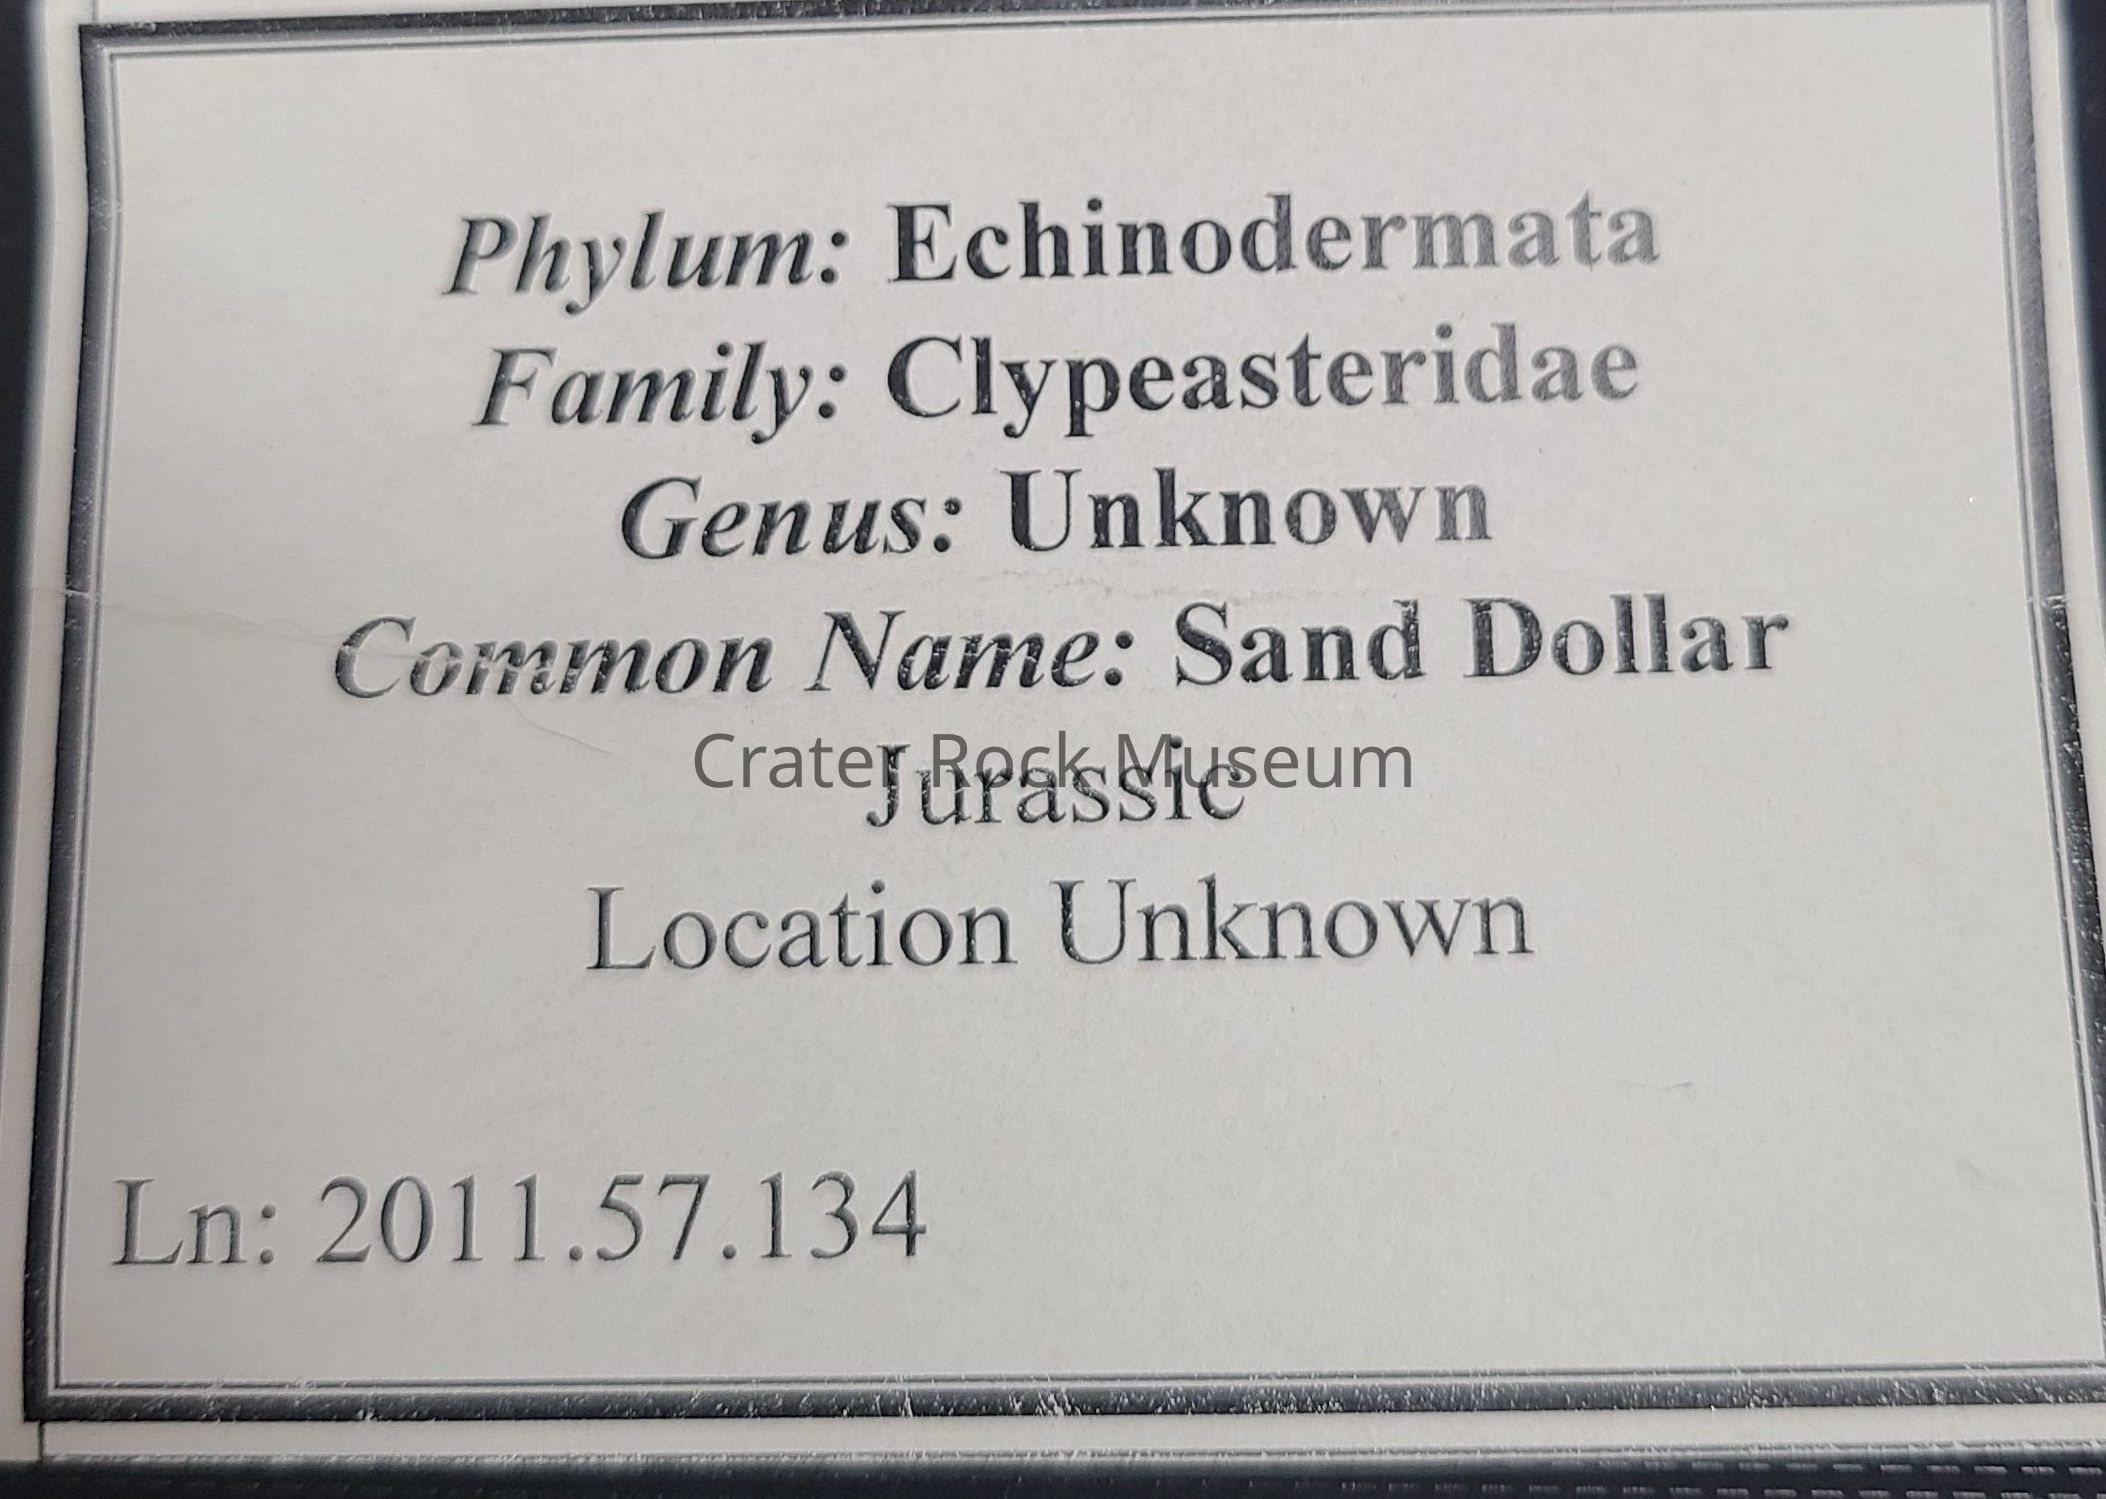 Phylum: Echinodermata
Family: Clypeasteridae
Genus: Unknown
Common Name: Sand Dollar
Crater Rock Museum
Jurassic
Location Unknown
Ln: 2011.57.134